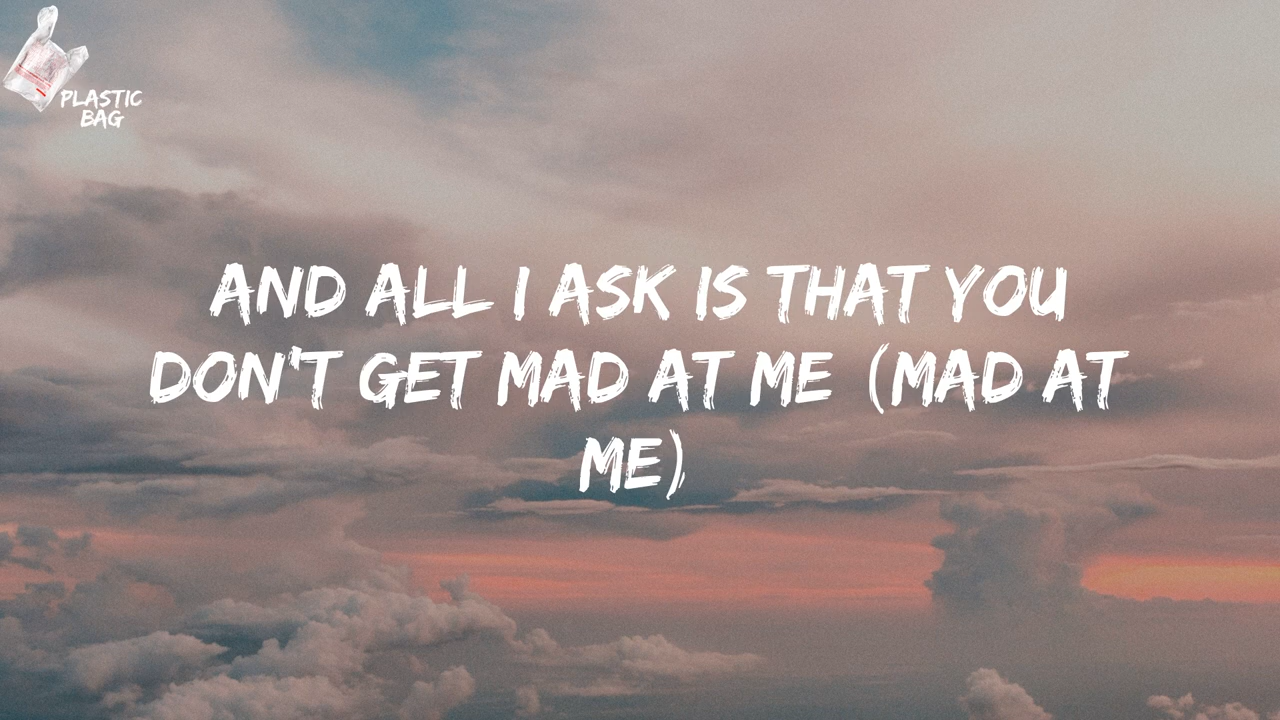 PLASTIC
BAG
AND ALL I ASK IS THAT YOU
DON'T GET MAD AT ME (MAD AT
ME)